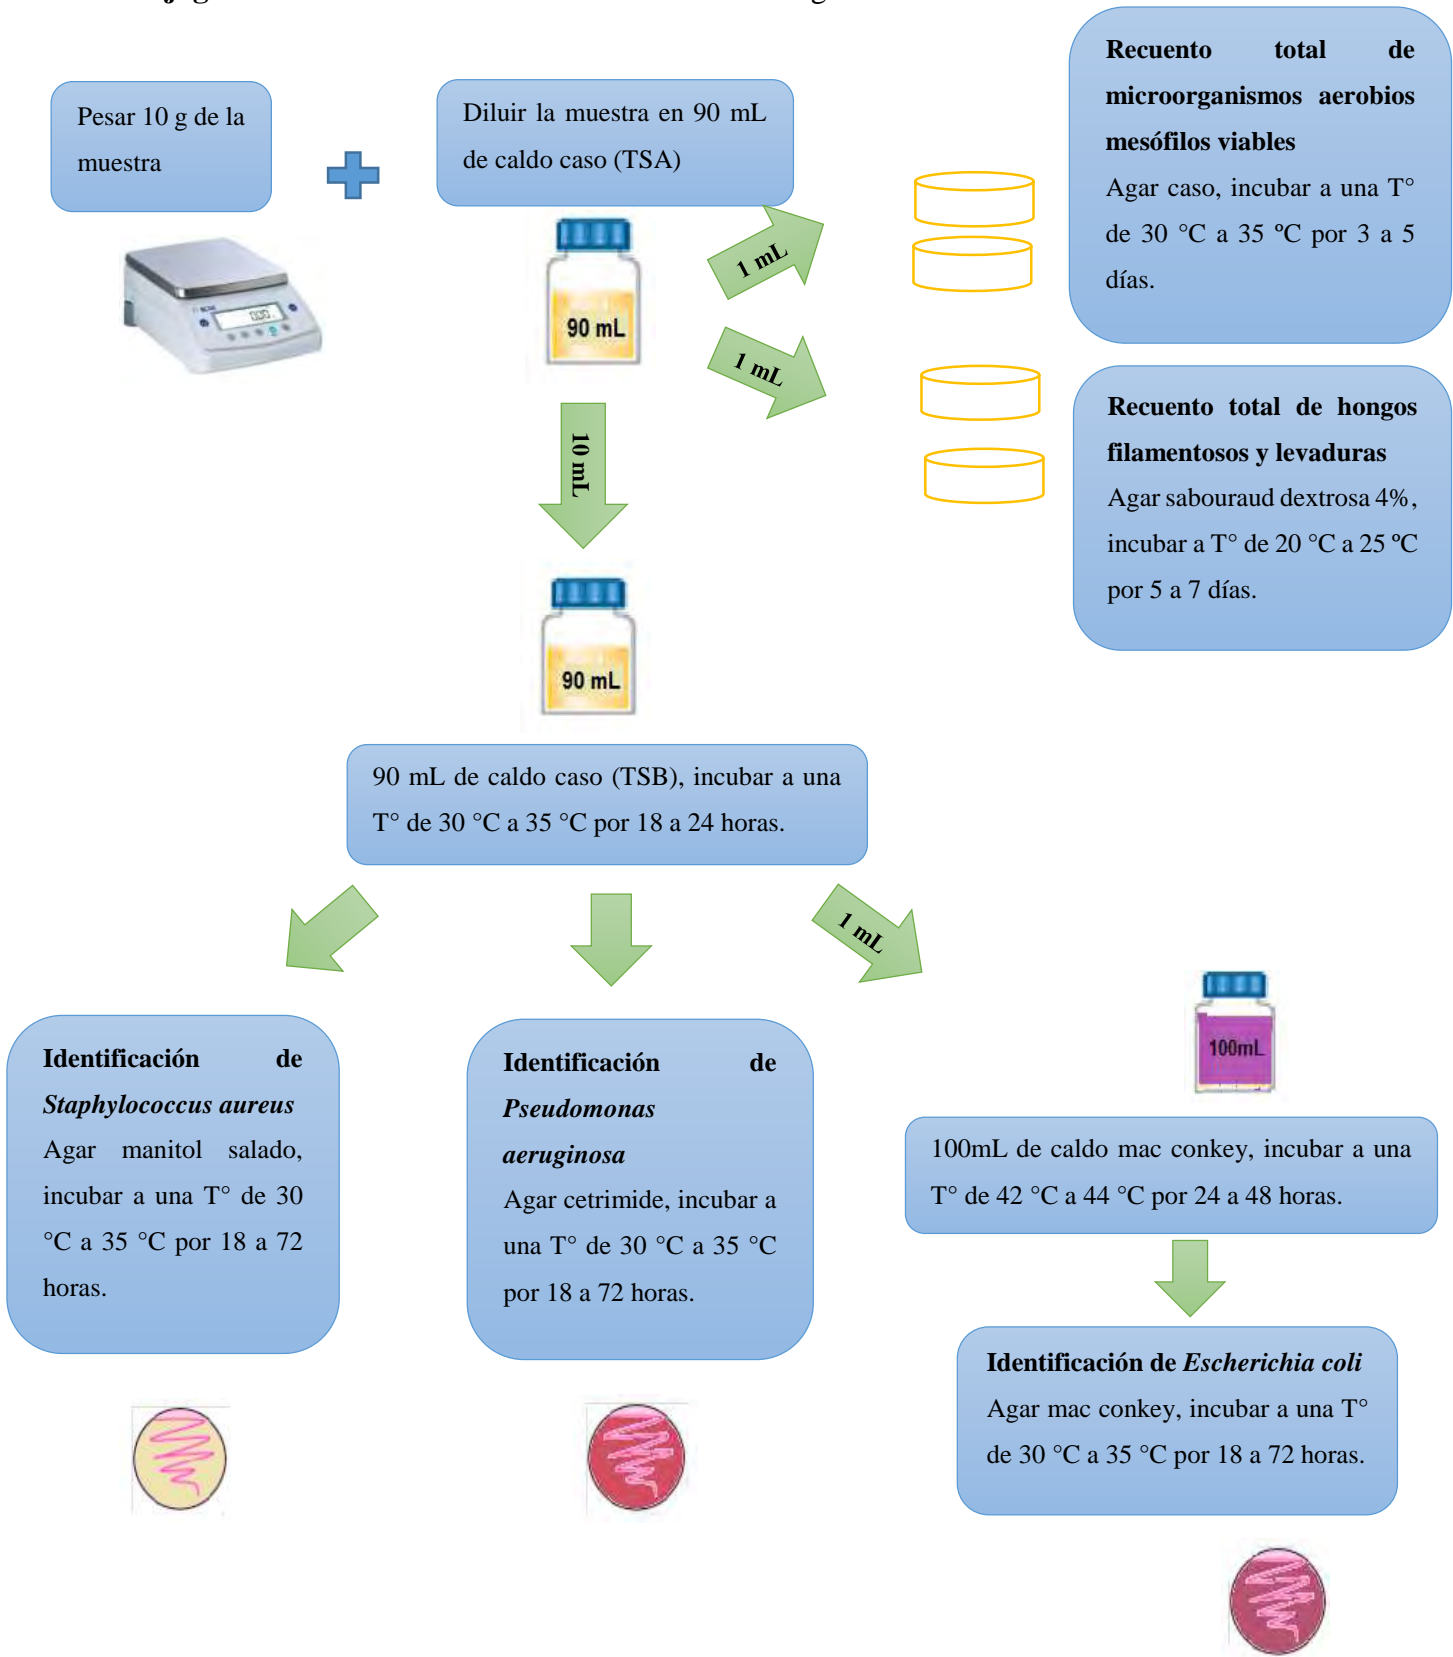 Pesar 10 g de la
muestra
Diluir la muestra en 90 mL
de caldo caso (TSA)
90 mL
1 mL
1 mL
10 mL
Recuento total de
microorganismos aerobios
mesófilos viables
Agar caso, incubar a una T°
de 30 °C a 35 ºC por 3 a 5
días.
Recuento total de hongos
filamentosos y levaduras
Agar sabouraud dextrosa 4%,
incubar a T° de 20 °C a 25 ºC
por 5 a 7 días.
90 mL
90 mL de caldo caso (TSB), incubar a una
T° de 30 °C a 35 °C por 18 a 24 horas.
1 mL
Identificación de
Staphylococcus aureus
Agar manitol salado,
incubar a una T° de 30
°C a 35 °C por 18 a 72
horas.
Identificación de
Pseudomonas
aeruginosa
Agar cetrimide, incubar a
una T° de 30 °C a 35 °C
por 18 a 72 horas.
100mL
100mL de caldo mac conkey, incubar a una
T° de 42 °C a 44 °C por 24 a 48 horas.
Identificación de Escherichia coli
Agar mac conkey, incubar a una T°
de 30 °C a 35 °C por 18 a 72 horas.